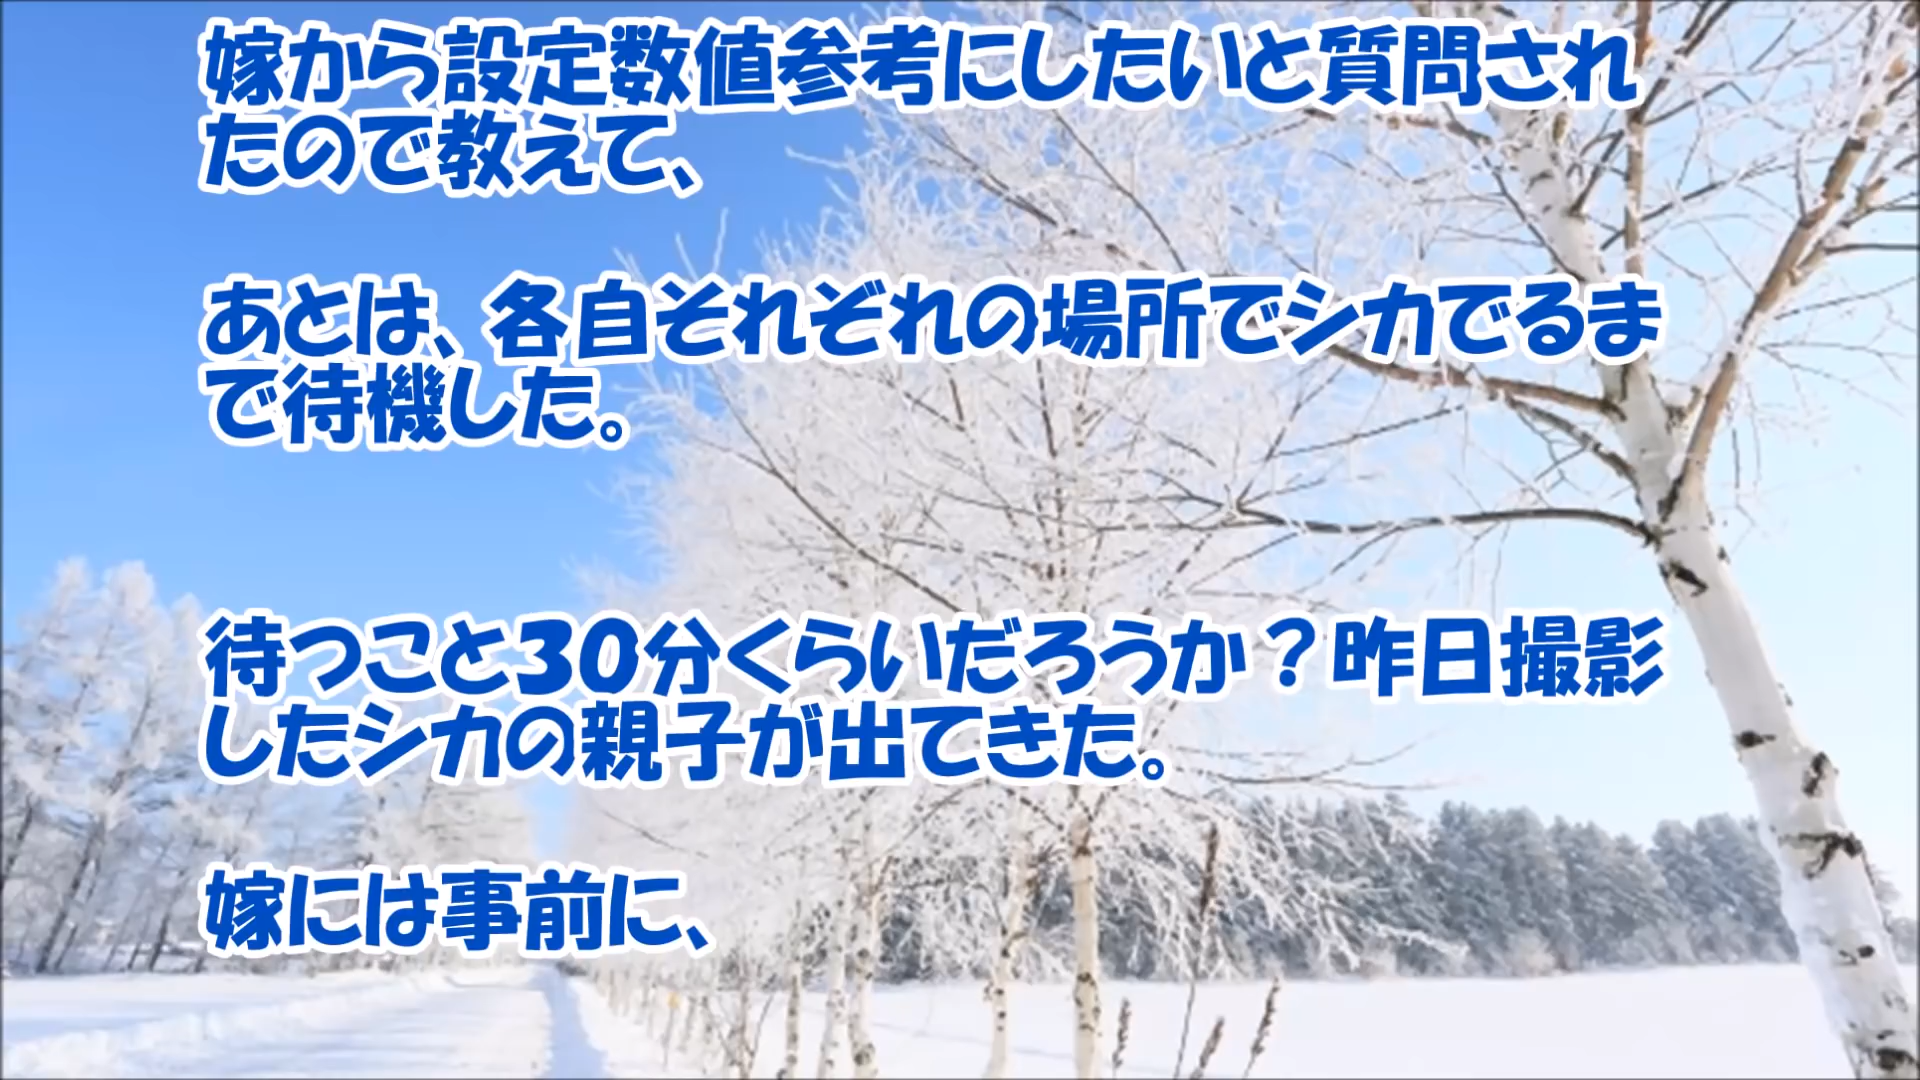 嫁から設定数値参考にしたいと質問され
たので教えて、
あとは、各自それぞれの場所でシカでるま
で待機した。
待つこと30分くらいだろうか？昨日撮影
したシカの親子が出てきた。
嫁には事前に、